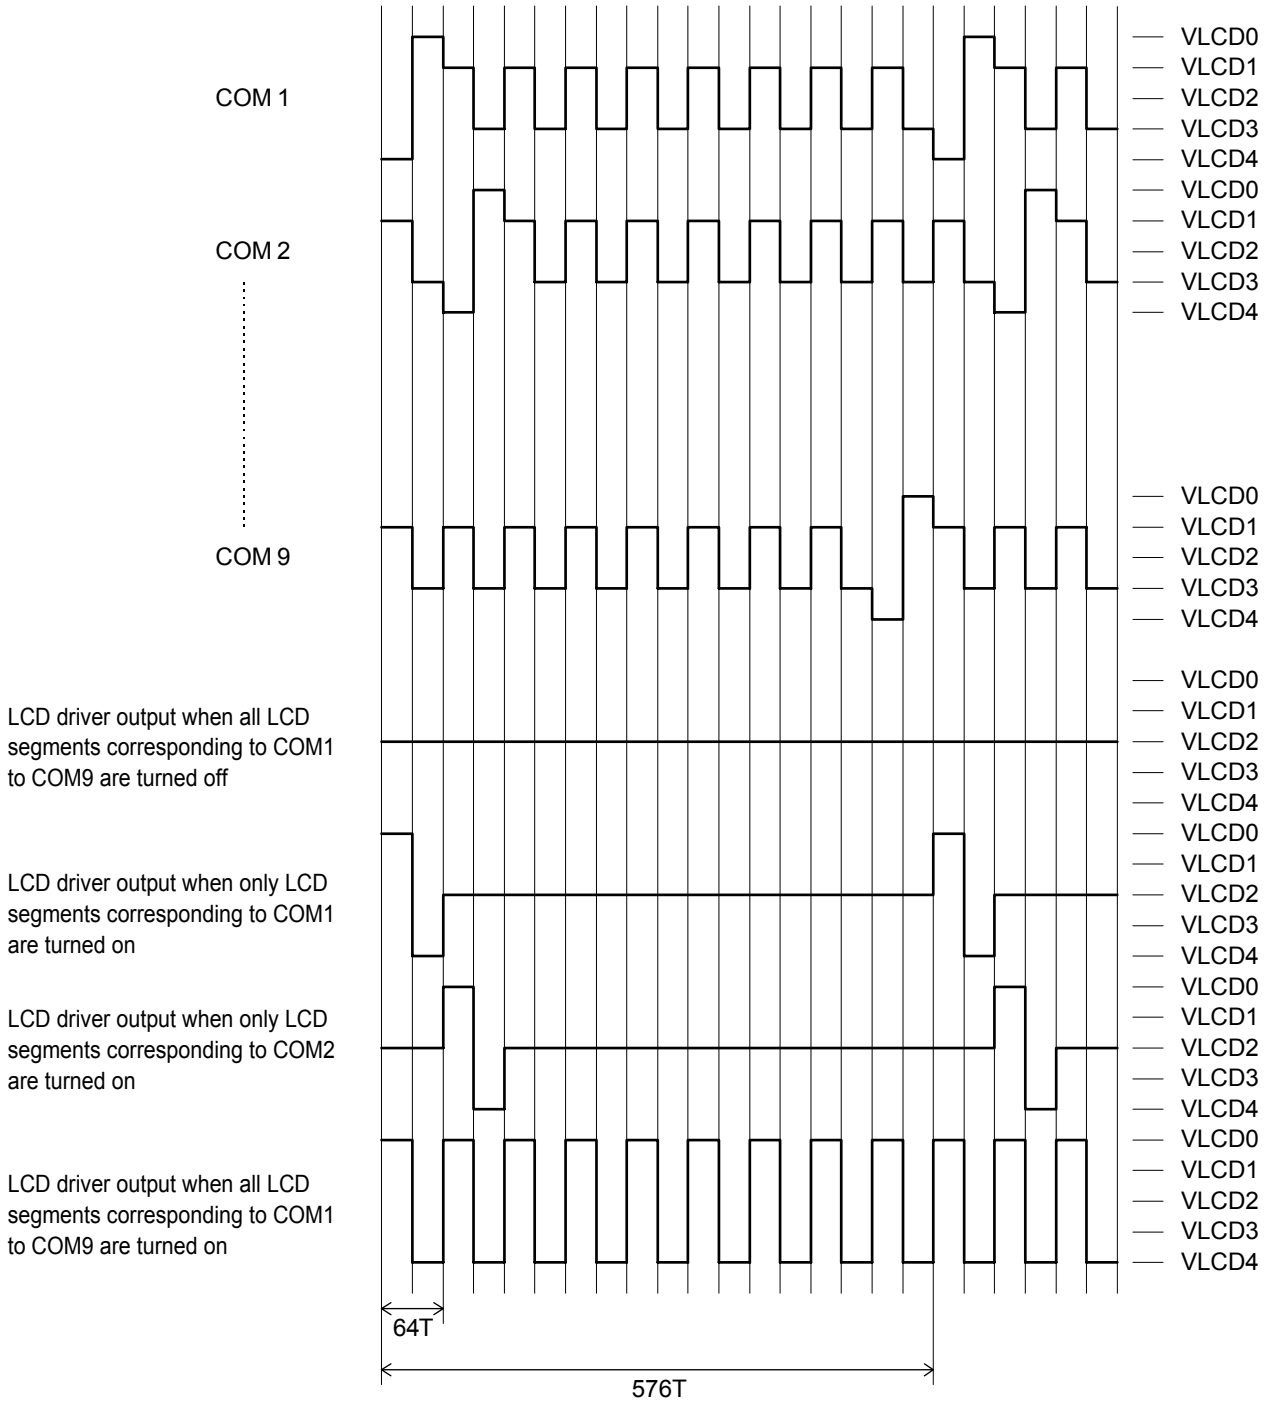 COM 1
VLCD0
VLCD1
VLCD2
VLCD3
VLCD4
COM 2
VLCD0
VLCD1
VLCD2
VLCD3
VLCD4
COM 9
VLCD0
VLCD1
VLCD2
VLCD3
VLCD4
LCD driver output when all LCD
segments corresponding to COM1
to COM9 are turned off
VLCD0
VLCD1
VLCD2
VLCD3
VLCD4
LCD driver output when only LCD
segments corresponding to COM1
are turned on
VLCD0
VLCD1
VLCD2
VLCD3
VLCD4
LCD driver output when only LCD
segments corresponding to COM2
are turned on
VLCD0
VLCD1
VLCD2
VLCD3
VLCD4
LCD driver output when all LCD
segments corresponding to COM1
to COM9 are turned on
VLCD0
VLCD1
VLCD2
VLCD3
VLCD4
64T
576T